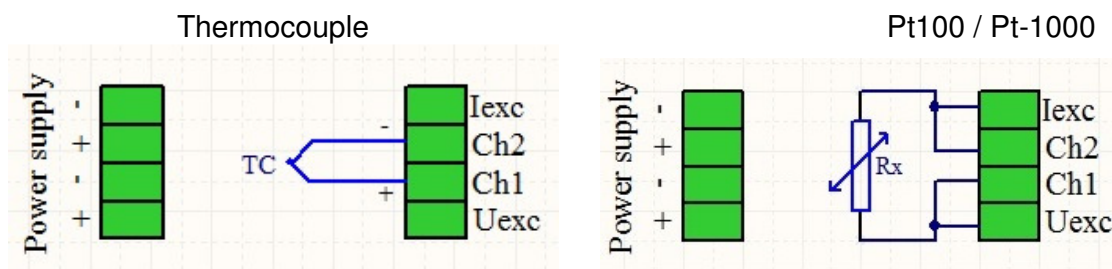 Thermocouple
Pt100 / Pt-1000
Power supply
-
+
-
+
TC
-
+
Iexc
Ch2
Ch1
Uexc
Power supply
-
+
-
+
Rx
Iexc
Ch2
Ch1
Uexc